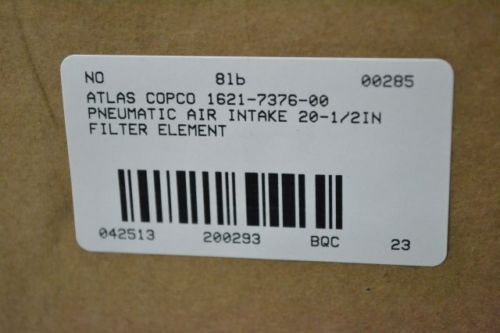 NO 81b 00285
ATLAS COPCO 1621-7376-00
PNEUMATIC AIR INTAKE 20-1/2IN
FILTER ELEMENT
042513 200293 BQC 23